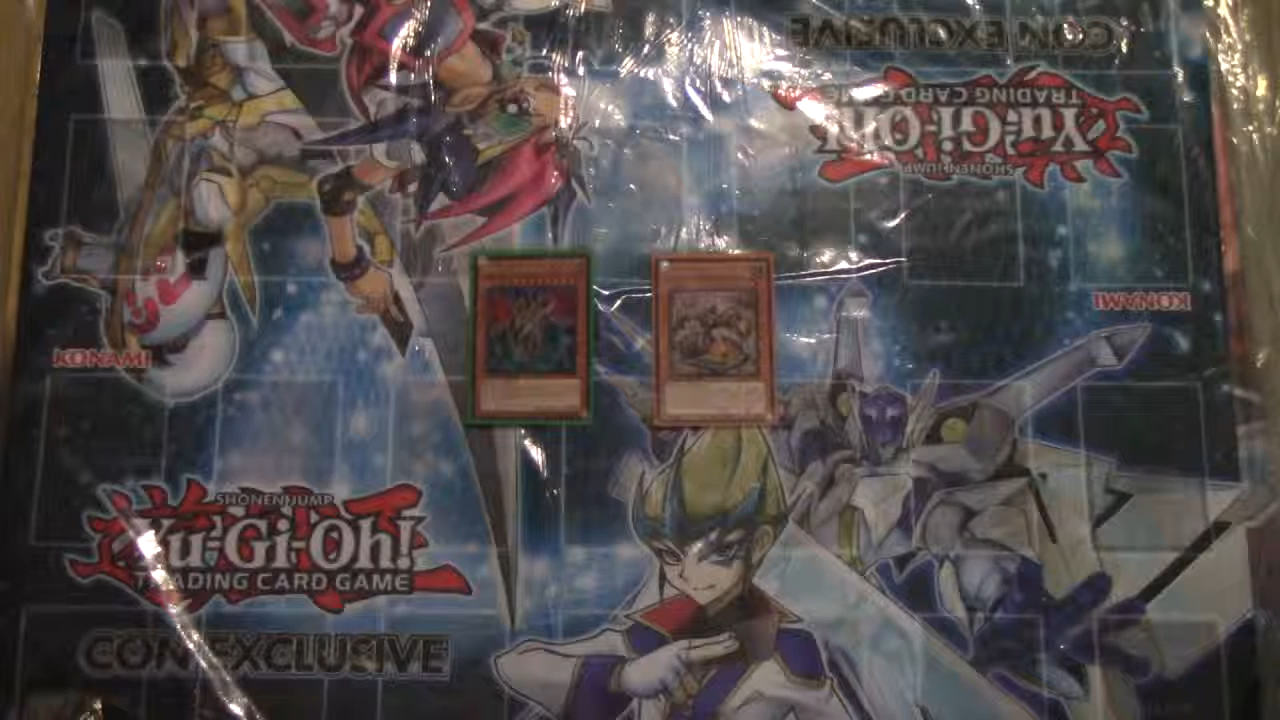 CON EXCLUSIVE
Yu-Gi-Oh!
TRADING CARD GAME
SHONEN JUMP
KONAMI
KONAMI
SHONEN JUMP
Yu-Gi-Oh!
TRADING CARD GAME
CON EXCLUSIVE